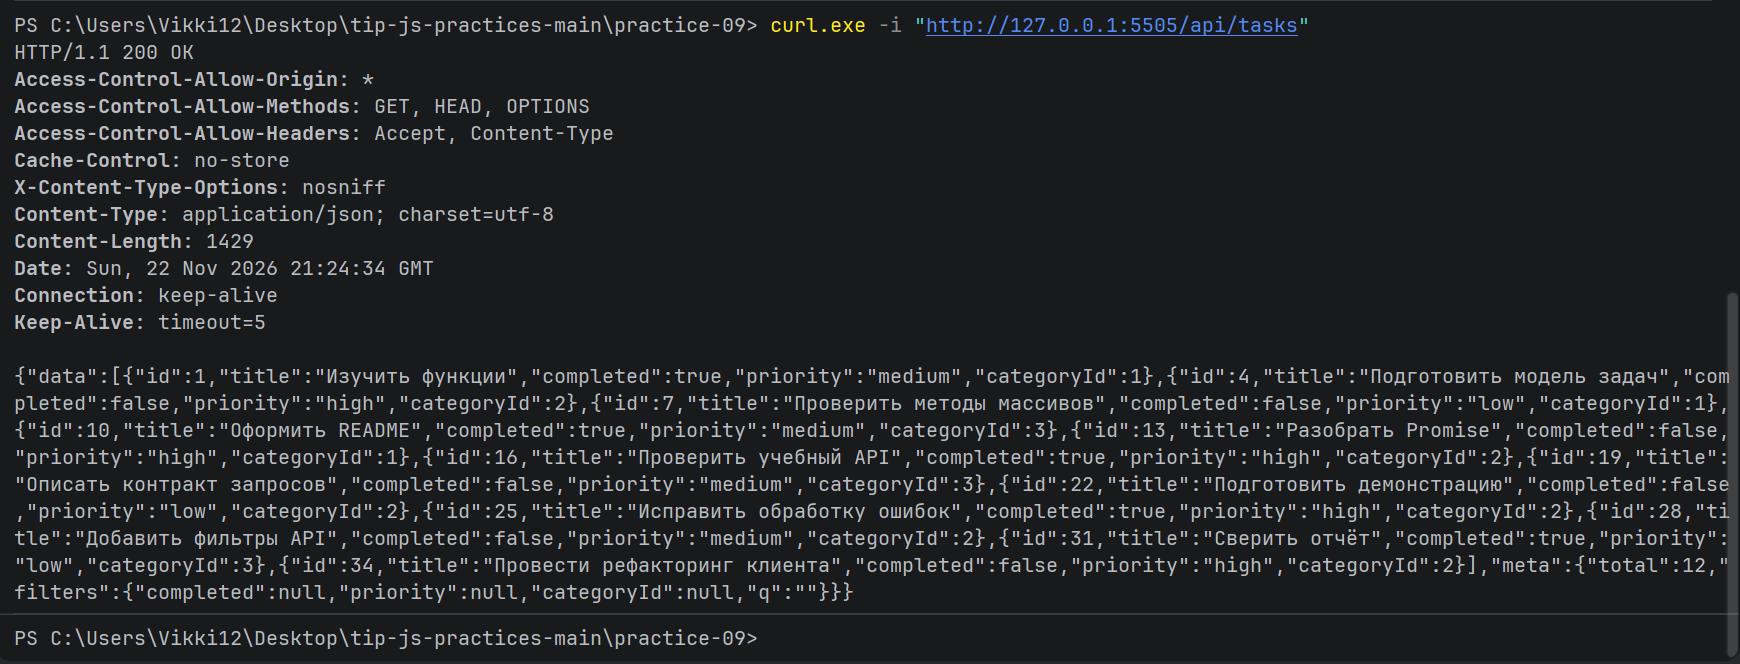 PS C:\Users\Vikki12\Desktop\tip-js-practices-main\practice-09> curl.exe -i "http://127.0.0.1:5505/api/tasks"
HTTP/1.1 200 OK
Access-Control-Allow-Origin: *
Access-Control-Allow-Methods: GET, HEAD, OPTIONS
Access-Control-Allow-Headers: Accept, Content-Type
Cache-Control: no-store
X-Content-Type-Options: nosniff
Content-Type: application/json; charset=utf-8
Content-Length: 1429
Date: Sun, 22 Nov 2026 21:24:34 GMT
Connection: keep-alive
Keep-Alive: timeout=5
{"data":[{"id":1,"title":"Изучить функции","completed":true,"priority":"medium","categoryId":1},{"id":4,"title":"Подготовить модель задач","com
pleted":false,"priority":"high","categoryId":2},{"id":7,"title":"Проверить методы массивов","completed":false,"priority":"low","categoryId":1},
{"id":10,"title":"Оформить README","completed":true,"priority":"medium","categoryId":3},{"id":13,"title":"Разобрать Promise","completed":false,
"priority":"high","categoryId":1},{"id":16,"title":"Проверить учебный API","completed":true,"priority":"high","categoryId":2},{"id":19,"title":
"Описать контракт запросов","completed":false,"priority":"medium","categoryId":3},{"id":22,"title":"Подготовить демонстрацию","completed":false
,"priority":"low","categoryId":2},{"id":25,"title":"Исправить обработку ошибок","completed":true,"priority":"high","categoryId":2},{"id":28,"ti
tle":"Добавить фильтры API","completed":false,"priority":"medium","categoryId":2},{"id":31,"title":"Сверить отчёт","completed":true,"priority":
"low","categoryId":3},{"id":34,"title":"Провести рефакторинг клиента","completed":false,"priority":"high","categoryId":2}],"meta":{"total":12,"
filters":{"completed":null,"priority":null,"categoryId":null,"q":""}}}
PS C:\Users\Vikki12\Desktop\tip-js-practices-main\practice-09>